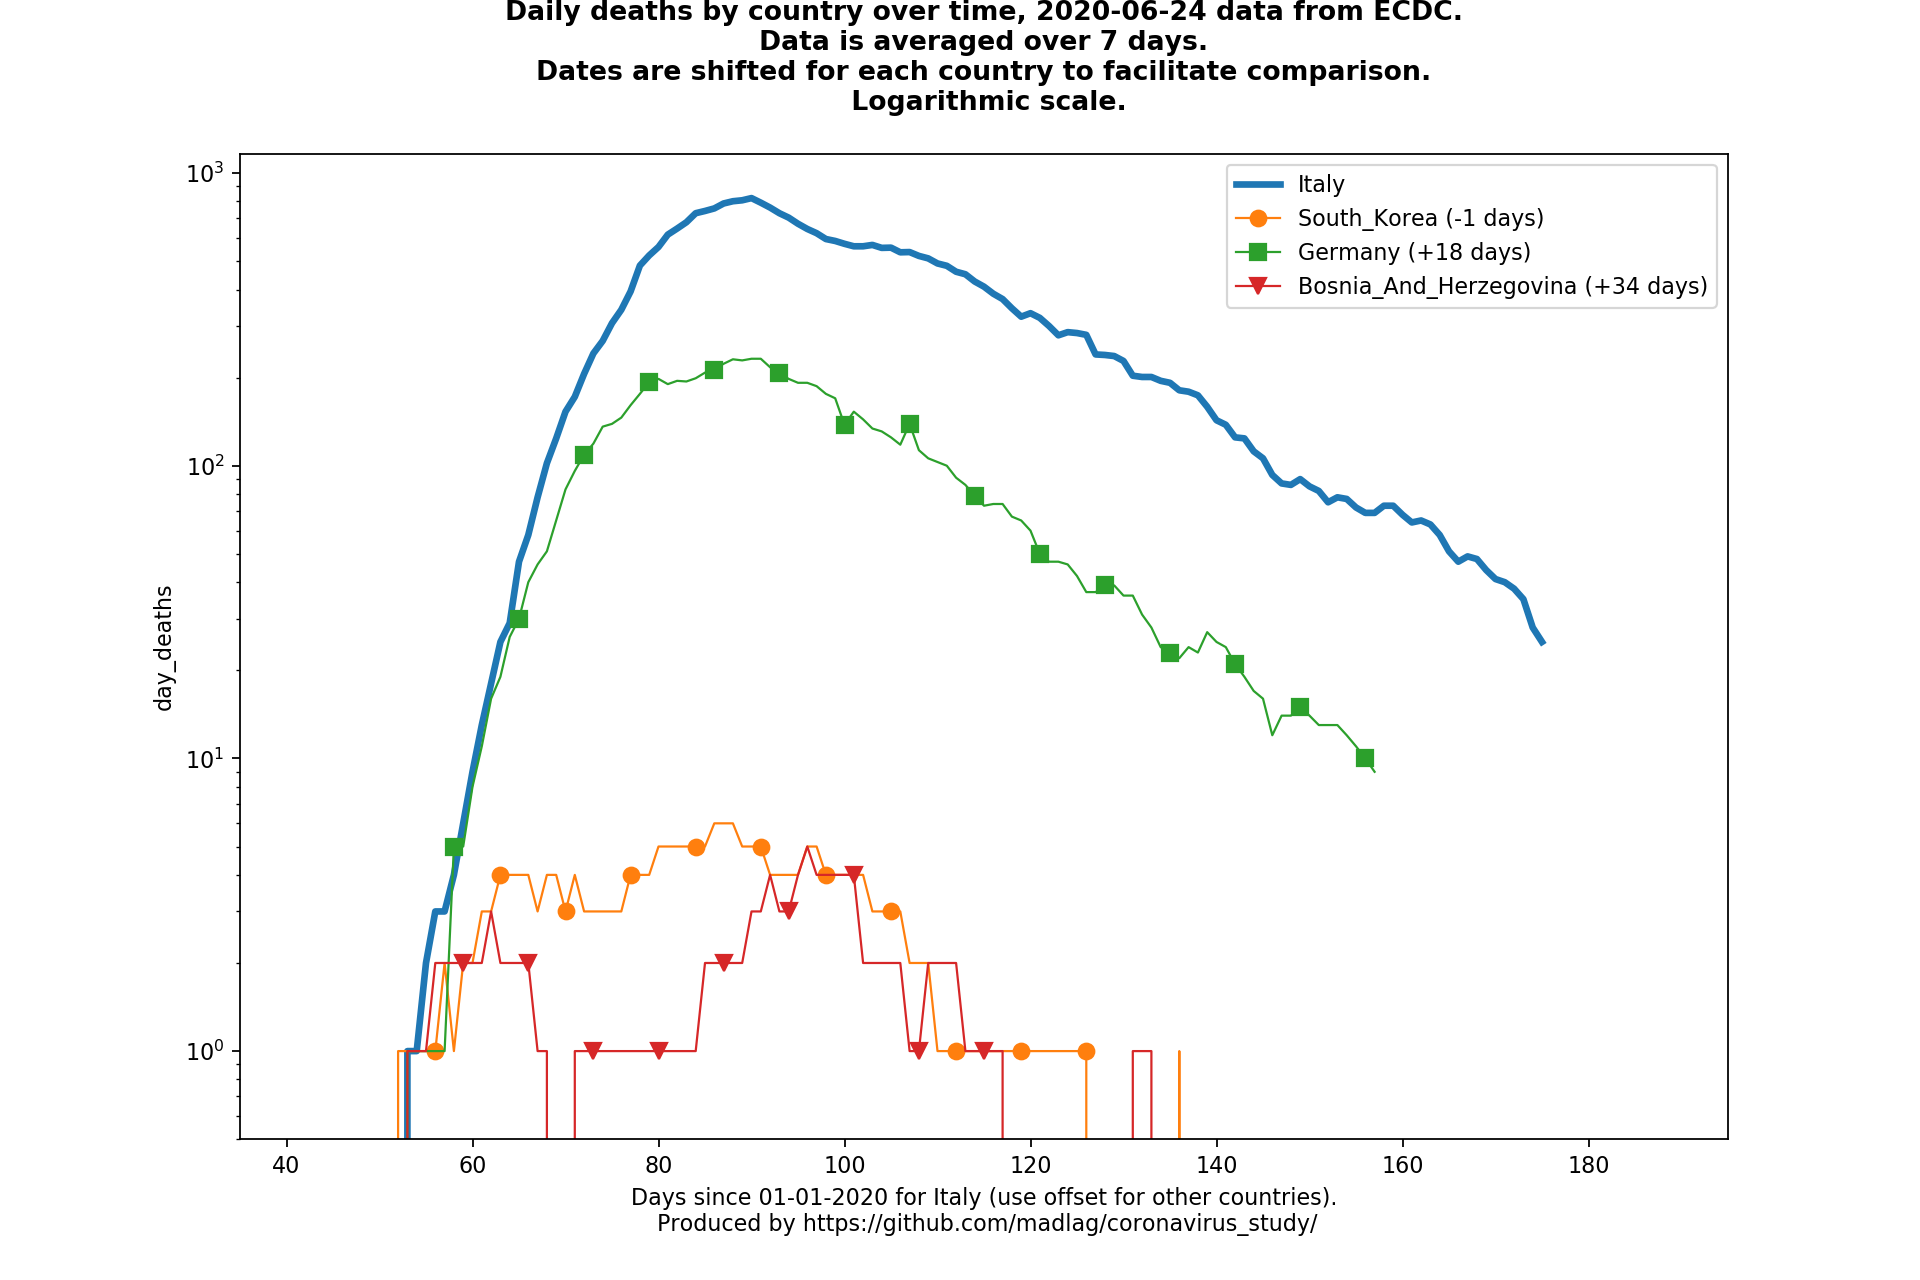 Daily deaths by country over time, 2020-06-24 data from ECDC.
Data is averaged over 7 days.
Dates are shifted for each country to facilitate comparison.
Logarithmic scale.
10³
10²
10¹
10⁰
day_deaths
Italy
South_Korea (-1 days)
Germany (+18 days)
Bosnia_And_Herzegovina (+34 days)
40 60 80 100 120 140 160 180
Days since 01-01-2020 for Italy (use offset for other countries).
Produced by https://github.com/madlag/coronavirus_study/